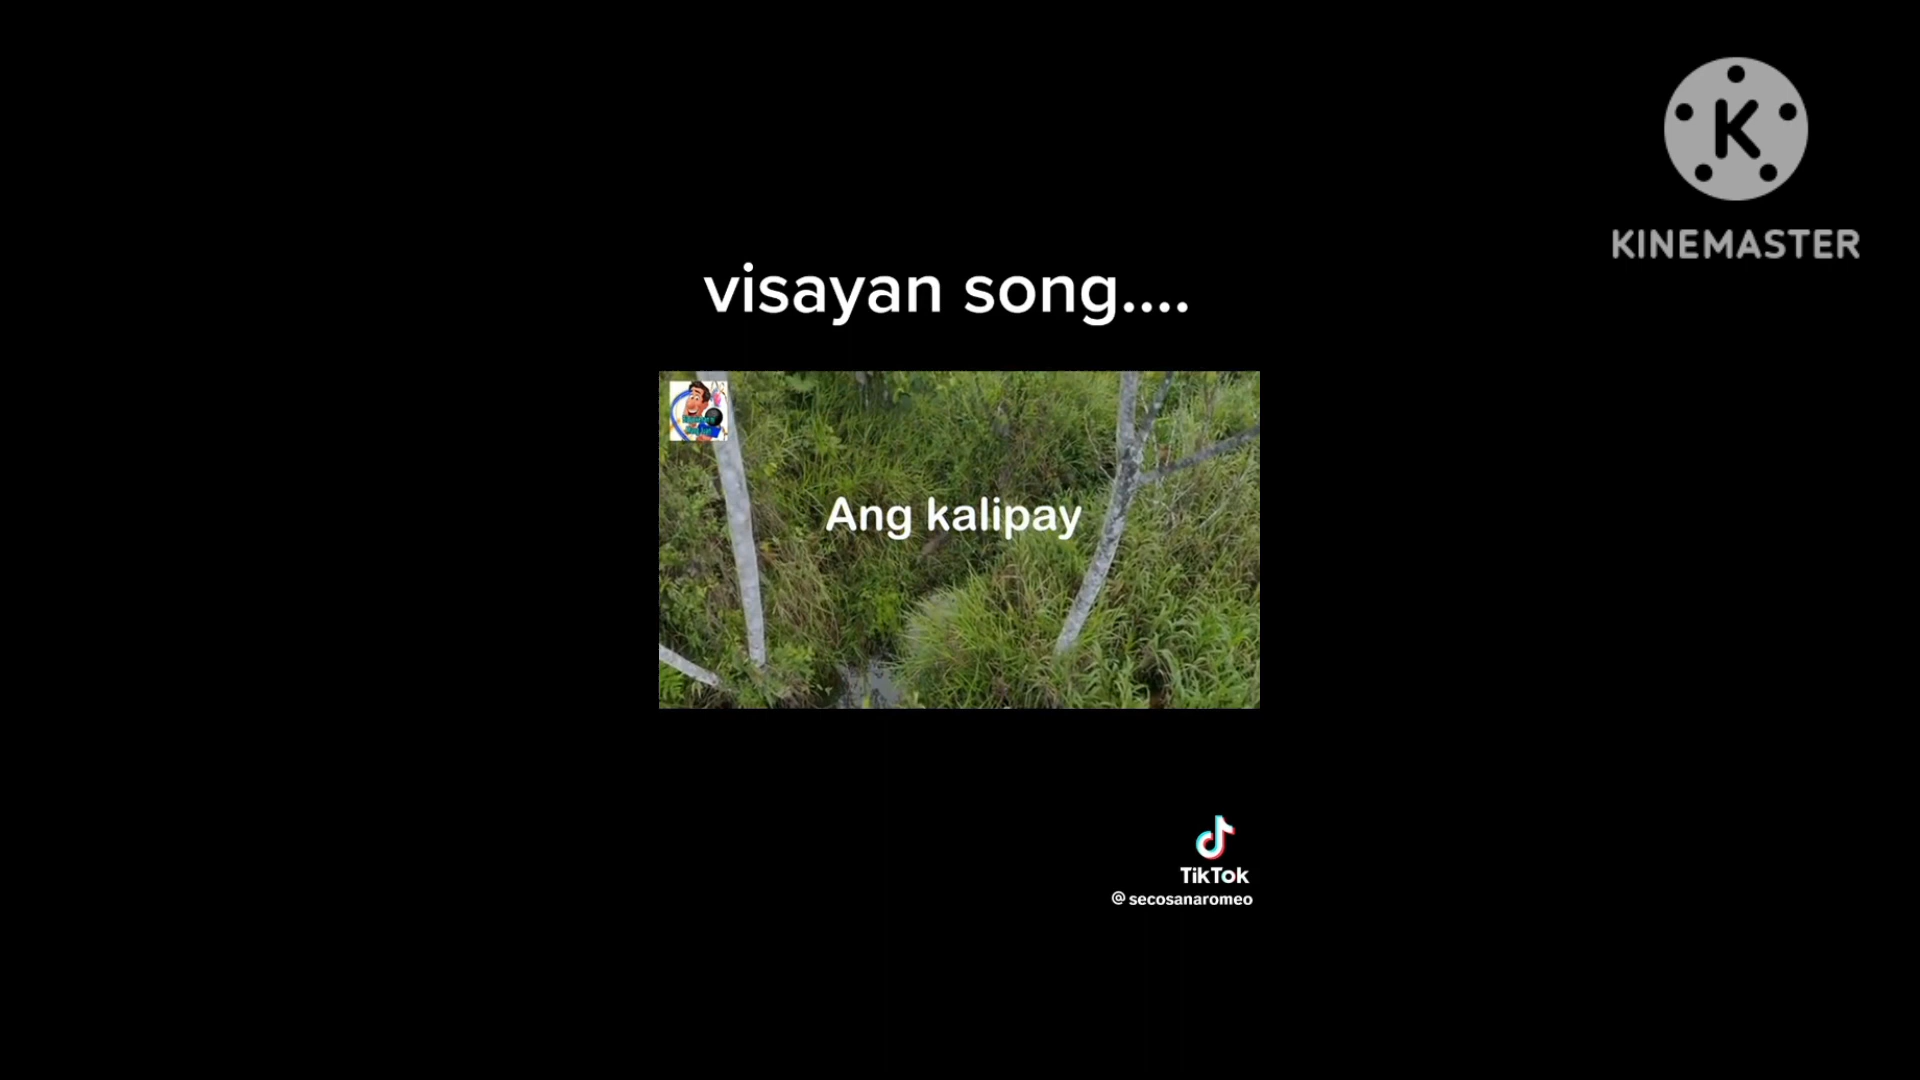 K
KINEMASTER
visayan song....
Ang kalipay
TikTok
@secosanaromeo